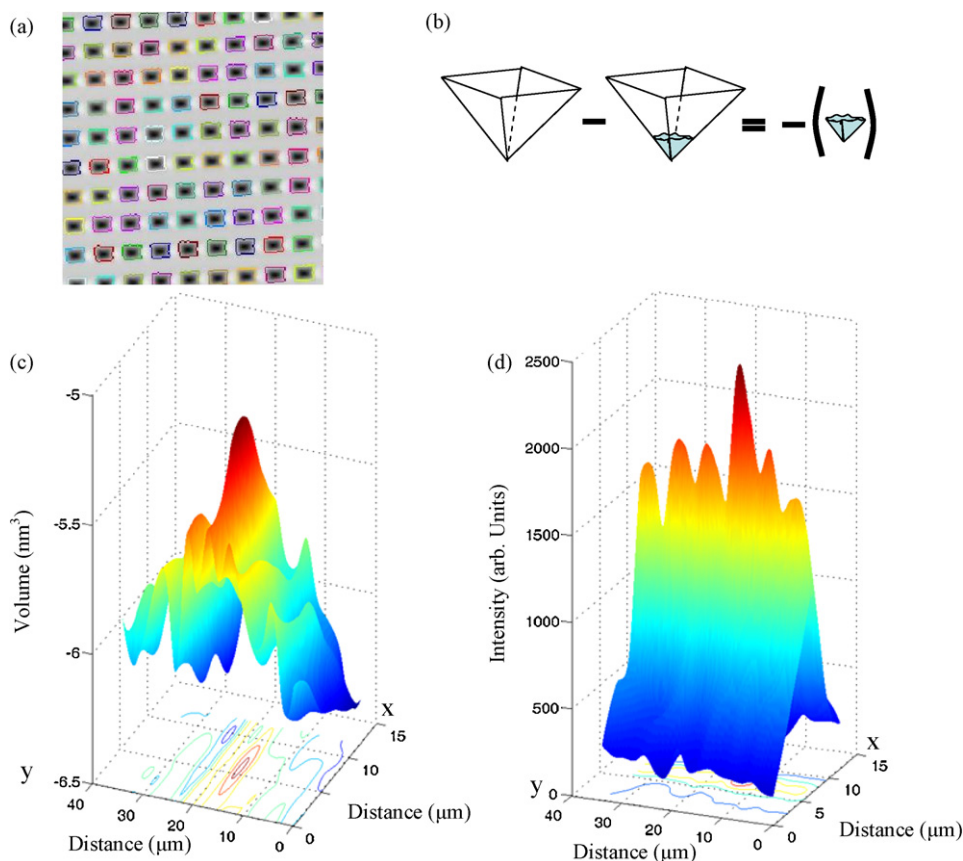 (a)
(b)
(c)
-5
-5.5
-6
-6.5
Volume (nm³)
x
15
10
5
0
Distance (μm)
y
40
30
20
10
0
Distance (μm)
(d)
2500
2000
1500
1000
500
0
Intensity (arb. Units)
x
15
10
5
0
Distance (μm)
y
40
30
20
10
0
Distance (μm)